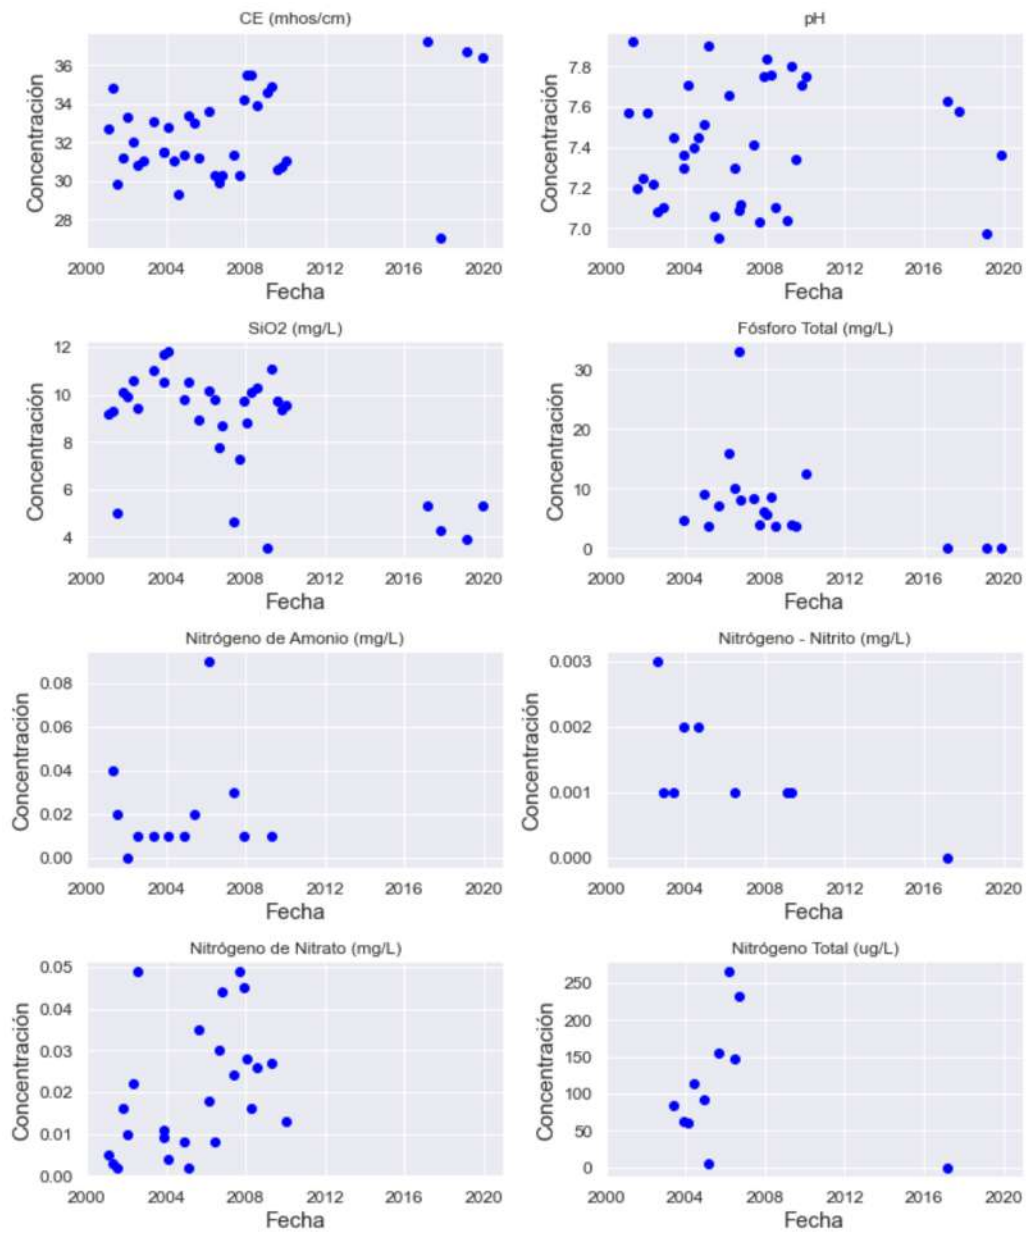 CE (mhos/cm)
Concentración
36
34
32
30
28
2000 2004 2008 2012 2016 2020
Fecha
pH
Concentración
7.8
7.6
7.4
7.2
7.0
2000 2004 2008 2012 2016 2020
Fecha
SiO2 (mg/L)
Concentración
12
10
8
6
4
2000 2004 2008 2012 2016 2020
Fecha
Fósforo Total (mg/L)
Concentración
30
20
10
0
2000 2004 2008 2012 2016 2020
Fecha
Nitrógeno de Amonio (mg/L)
Concentración
0.08
0.06
0.04
0.02
0.00
2000 2004 2008 2012 2016 2020
Fecha
Nitrógeno - Nitrito (mg/L)
Concentración
0.003
0.002
0.001
0.000
2000 2004 2008 2012 2016 2020
Fecha
Nitrógeno de Nitrato (mg/L)
Concentración
0.05
0.04
0.03
0.02
0.01
0.00
2000 2004 2008 2012 2016 2020
Fecha
Nitrógeno Total (ug/L)
Concentración
250
200
150
100
50
0
2000 2004 2008 2012 2016 2020
Fecha